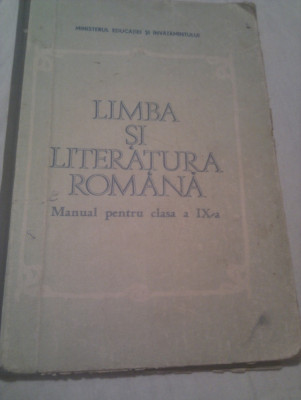 MINISTERUL EDUCAȚIEI ȘI ÎNVĂȚĂMÎNTULUI
LIMBA
ȘI
LITERATURA
ROMÂNĂ
Manual pentru clasa a IX-a